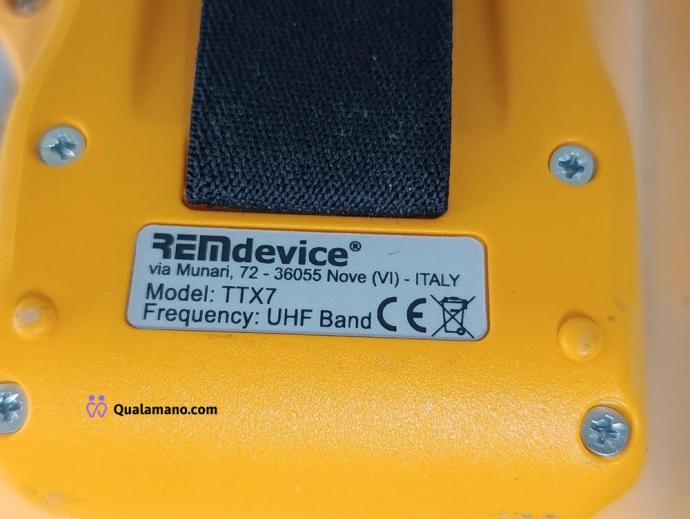 REMdevice®
via Munari, 72 - 36055 Nove (VI) - ITALY
Model: TTX7
Frequency: UHF Band CE
Qualamano.com